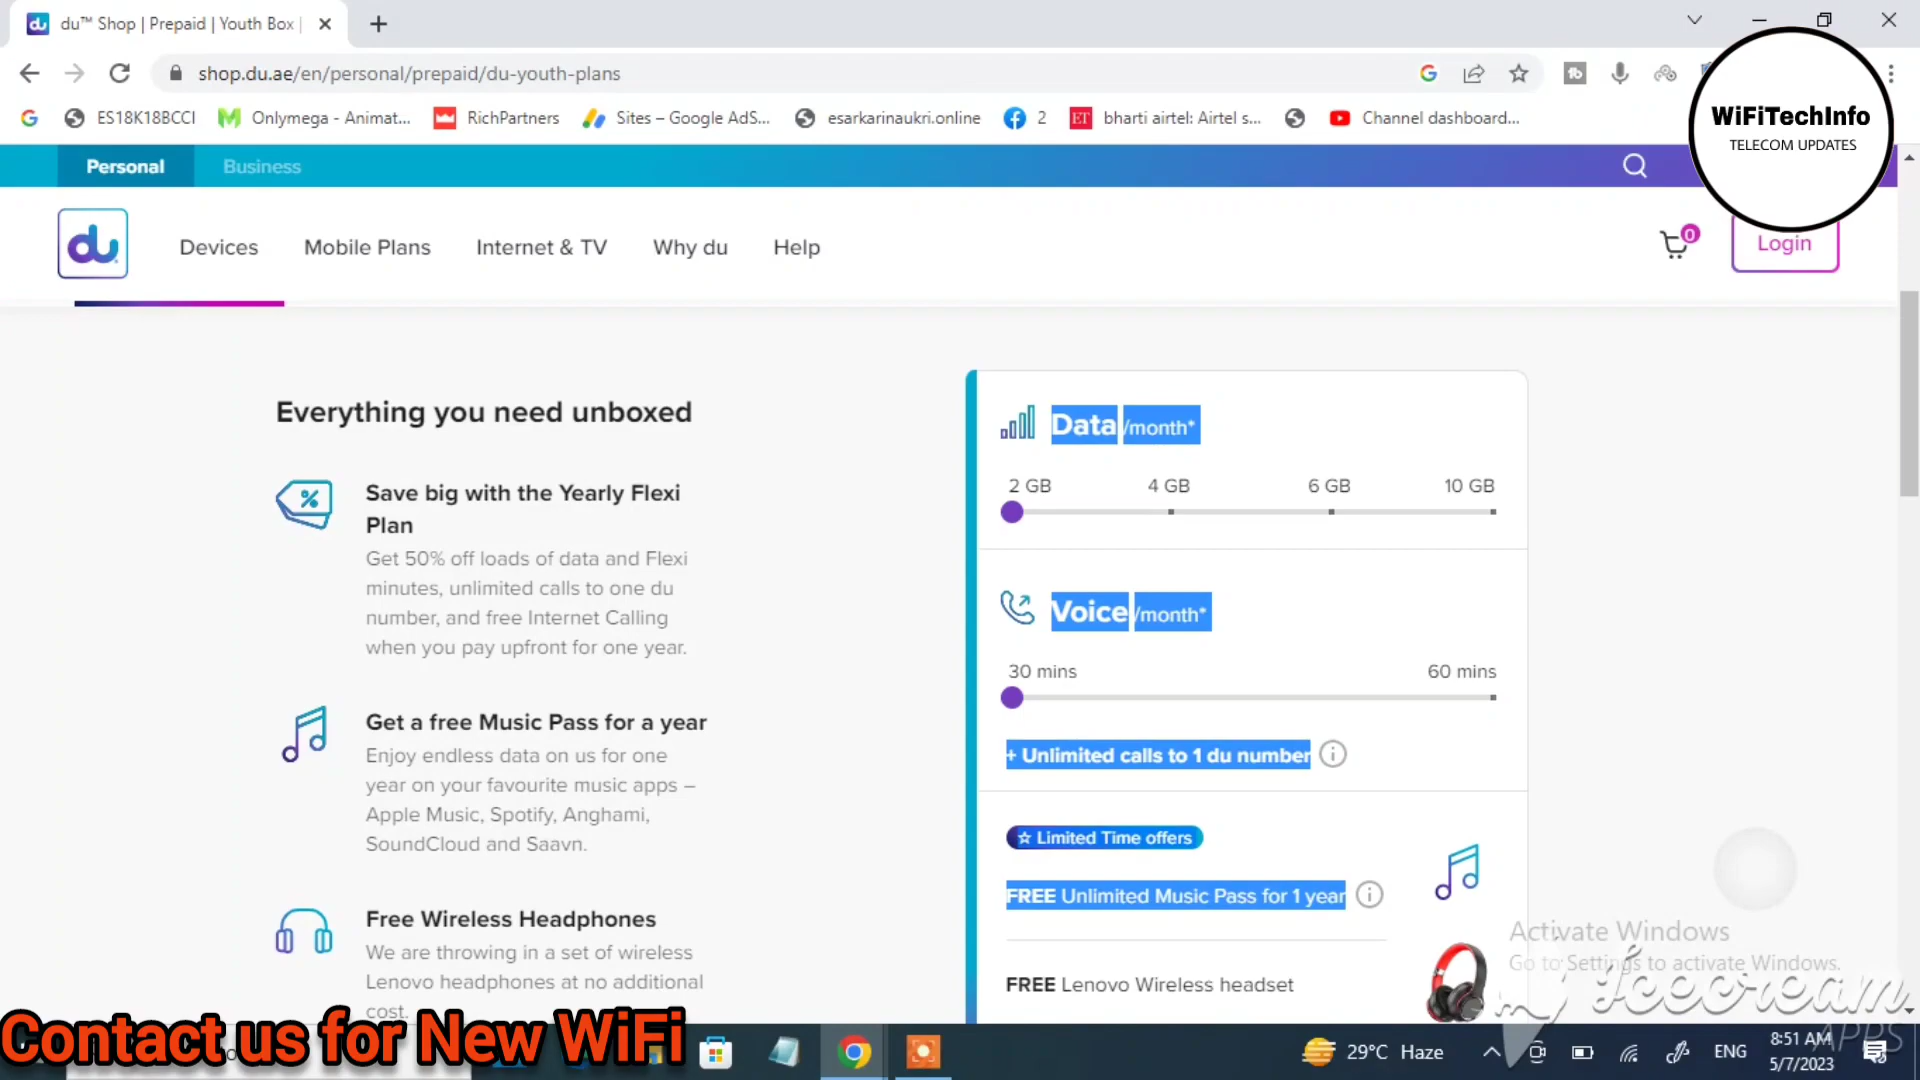 du™ Shop | Prepaid | Youth Box |
shop.du.ae/en/personal/prepaid/du-youth-plans
ES18K18BCCI
Onlymega - Animat...
RichPartners
Sites – Google AdS...
esarkarinaukri.online
2
ET
bharti airtel: Airtel s...
Channel dashboard...
WiFiTechInfo
TELECOM UPDATES
Personal
Business
du
Devices
Mobile Plans
Internet & TV
Why du
Help
0
Login
Everything you need unboxed
Save big with the Yearly Flexi
Plan
Get 50% off loads of data and Flexi
minutes, unlimited calls to one du
number, and free Internet Calling
when you pay upfront for one year.
Get a free Music Pass for a year
Enjoy endless data on us for one
year on your favourite music apps –
Apple Music, Spotify, Anghami,
SoundCloud and Saavn.
Free Wireless Headphones
We are throwing in a set of wireless
Lenovo headphones at no additional
cost.
Data /month*
2 GB 4 GB 6 GB 10 GB
Voice /month*
30 mins 60 mins
+ Unlimited calls to 1 du number
Limited Time offers
FREE Unlimited Music Pass for 1 year
FREE Lenovo Wireless headset
Activate Windows
Go to Settings to activate Windows.
Icecream
APPS
Contact us for New WiFi
29°C Haze
ENG
8:51 AM
5/7/2023